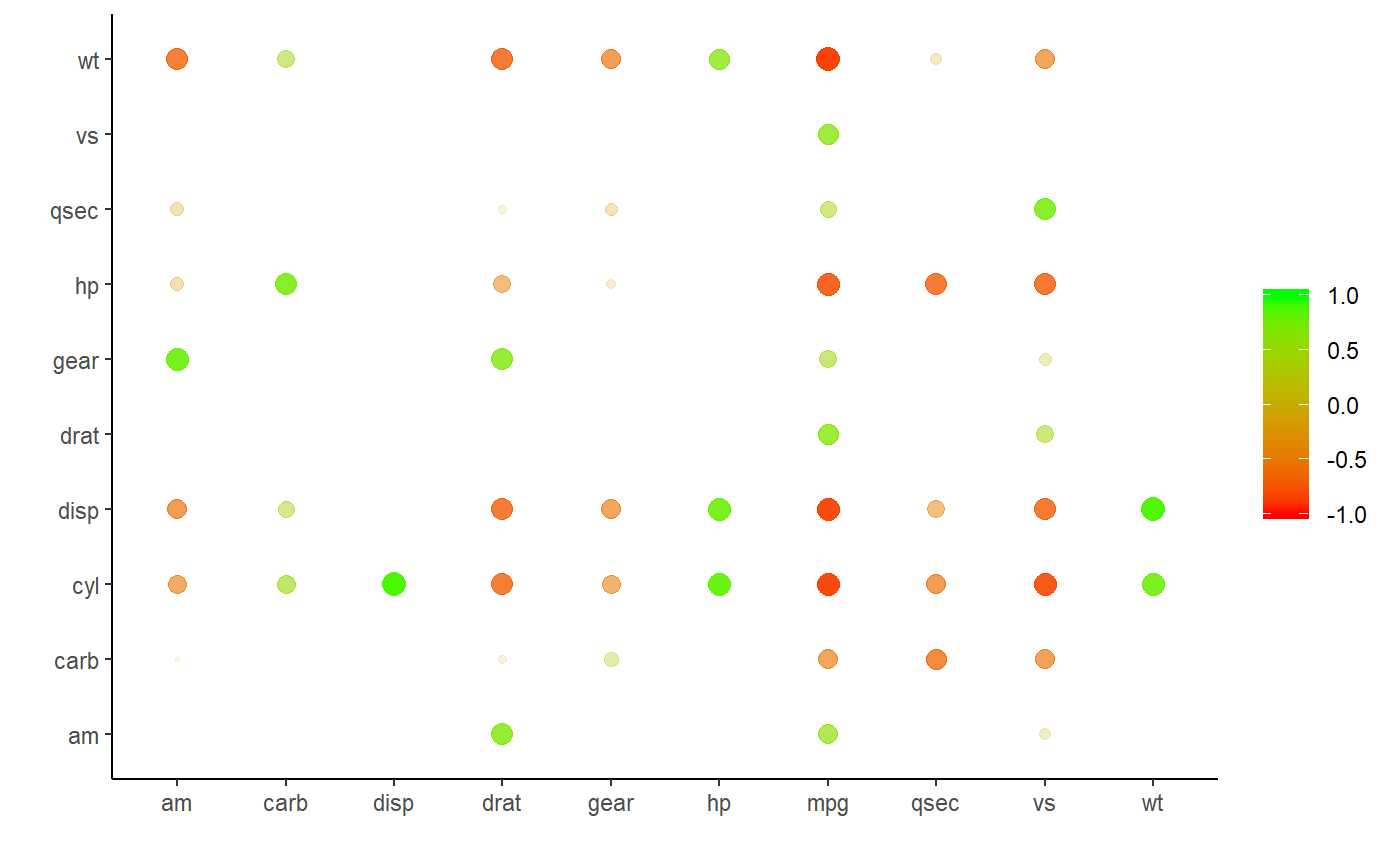 wt
vs
qsec
hp
gear
drat
disp
cyl
carb
am
am carb disp drat gear hp mpg qsec vs wt
1.0
0.5
0.0
-0.5
-1.0